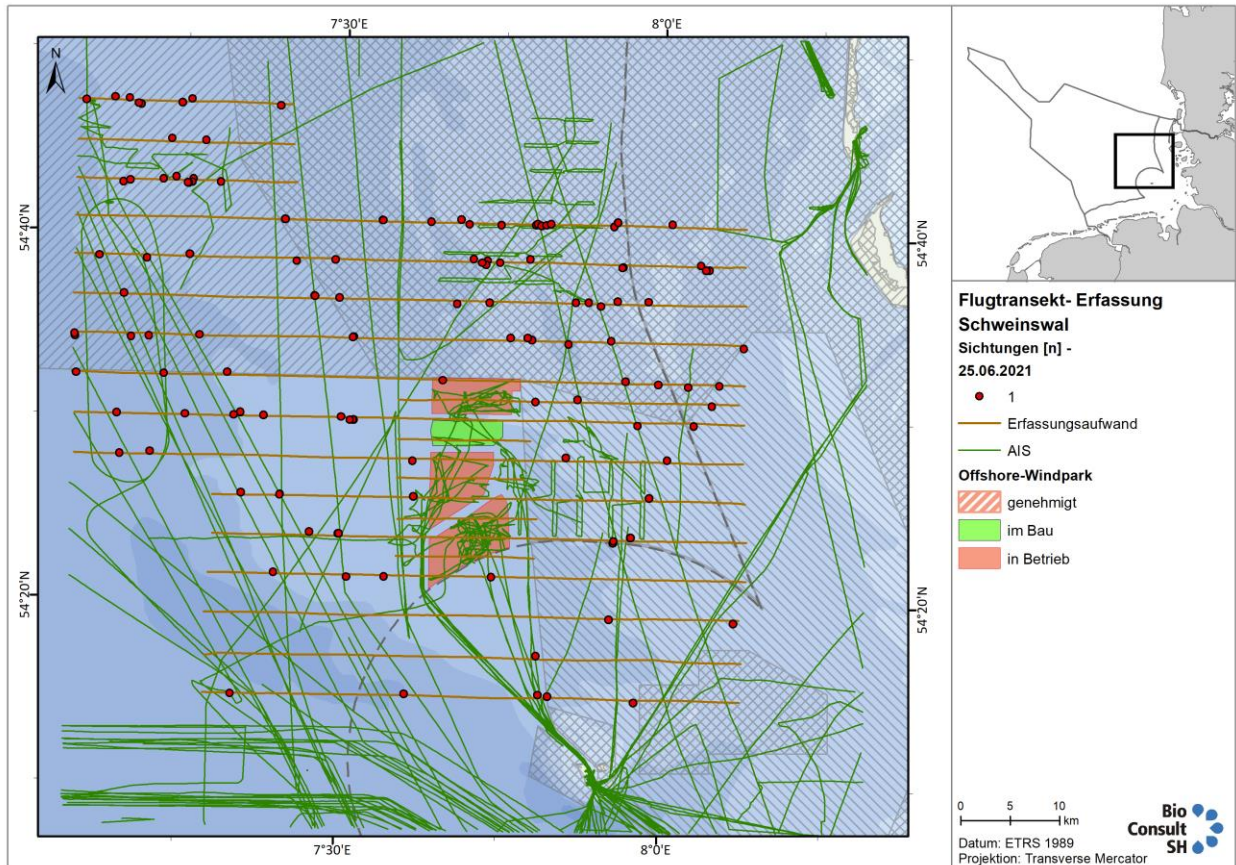 7°30'E
8°0'E
N
54°40'N
54°40'N
54°20'N
54°20'N
7°30'E
8°0'E
Flugtransekt- Erfassung
Schweinswal
Sichtungen [n] -
25.06.2021
1
Erfassungsaufwand
AIS
Offshore-Windpark
genehmigt
im Bau
in Betrieb
0 5 10
km
Datum: ETRS 1989
Projektion: Transverse Mercator
Bio
Consult
SH